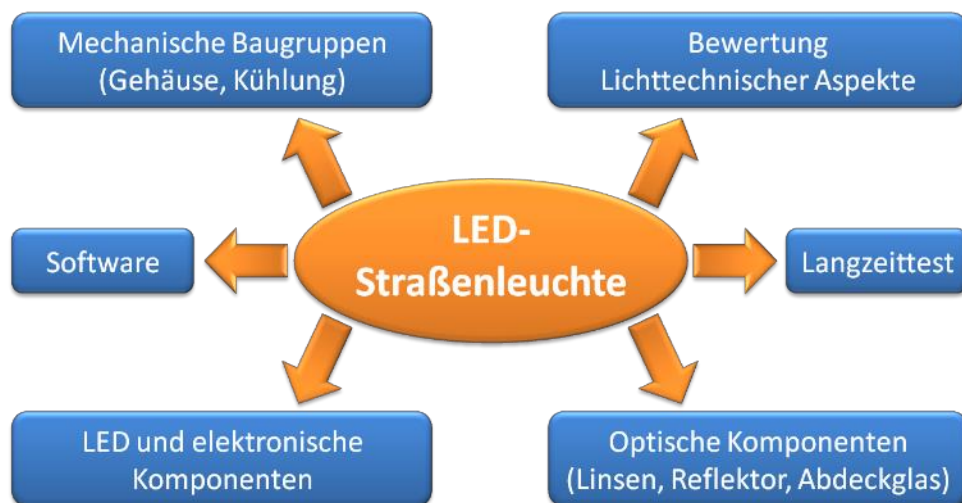 Mechanische Baugruppen
(Gehäuse, Kühlung)
Bewertung
Lichttechnischer Aspekte
LED-
Straßenleuchte
Software
Langzeittest
LED und elektronische
Komponenten
Optische Komponenten
(Linsen, Reflektor, Abdeckglas)